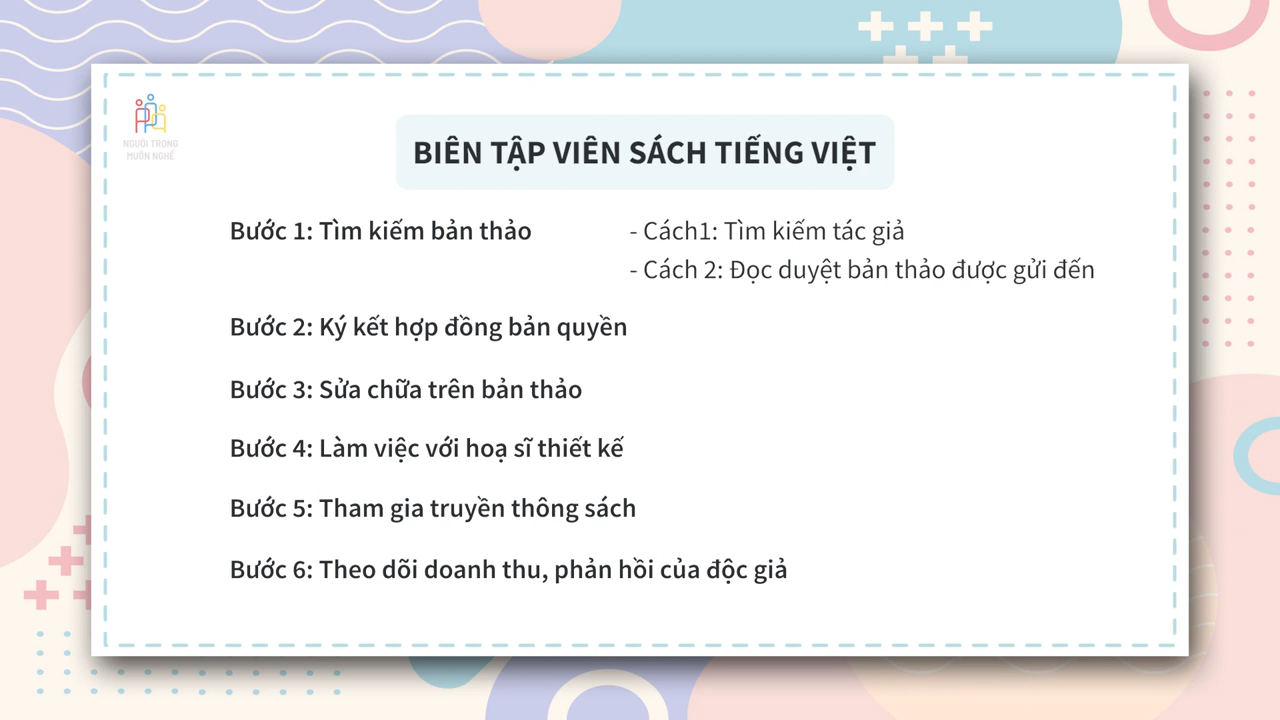 NGƯỜI TRONG
MUÔN NGHỀ
BIÊN TẬP VIÊN SÁCH TIẾNG VIỆT
Bước 1: Tìm kiếm bản thảo
- Cách1: Tìm kiếm tác giả
- Cách 2: Đọc duyệt bản thảo được gửi đến
Bước 2: Ký kết hợp đồng bản quyền
Bước 3: Sửa chữa trên bản thảo
Bước 4: Làm việc với hoạ sĩ thiết kế
Bước 5: Tham gia truyền thông sách
Bước 6: Theo dõi doanh thu, phản hồi của độc giả